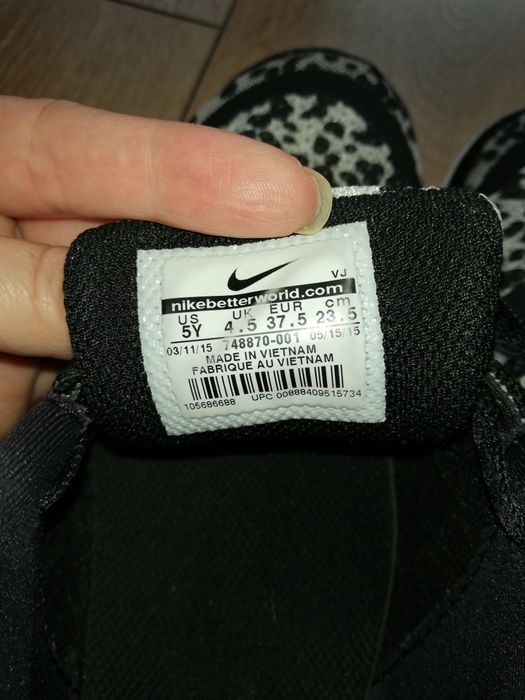 VJ
nikebetterworld.com
US UK EUR cm
5Y 4.5 37.5 23.5
03/11/15 748870-001 05/15/15
MADE IN VIETNAM
FABRIQUE AU VIETNAM
105686688 UPC 00888409515734